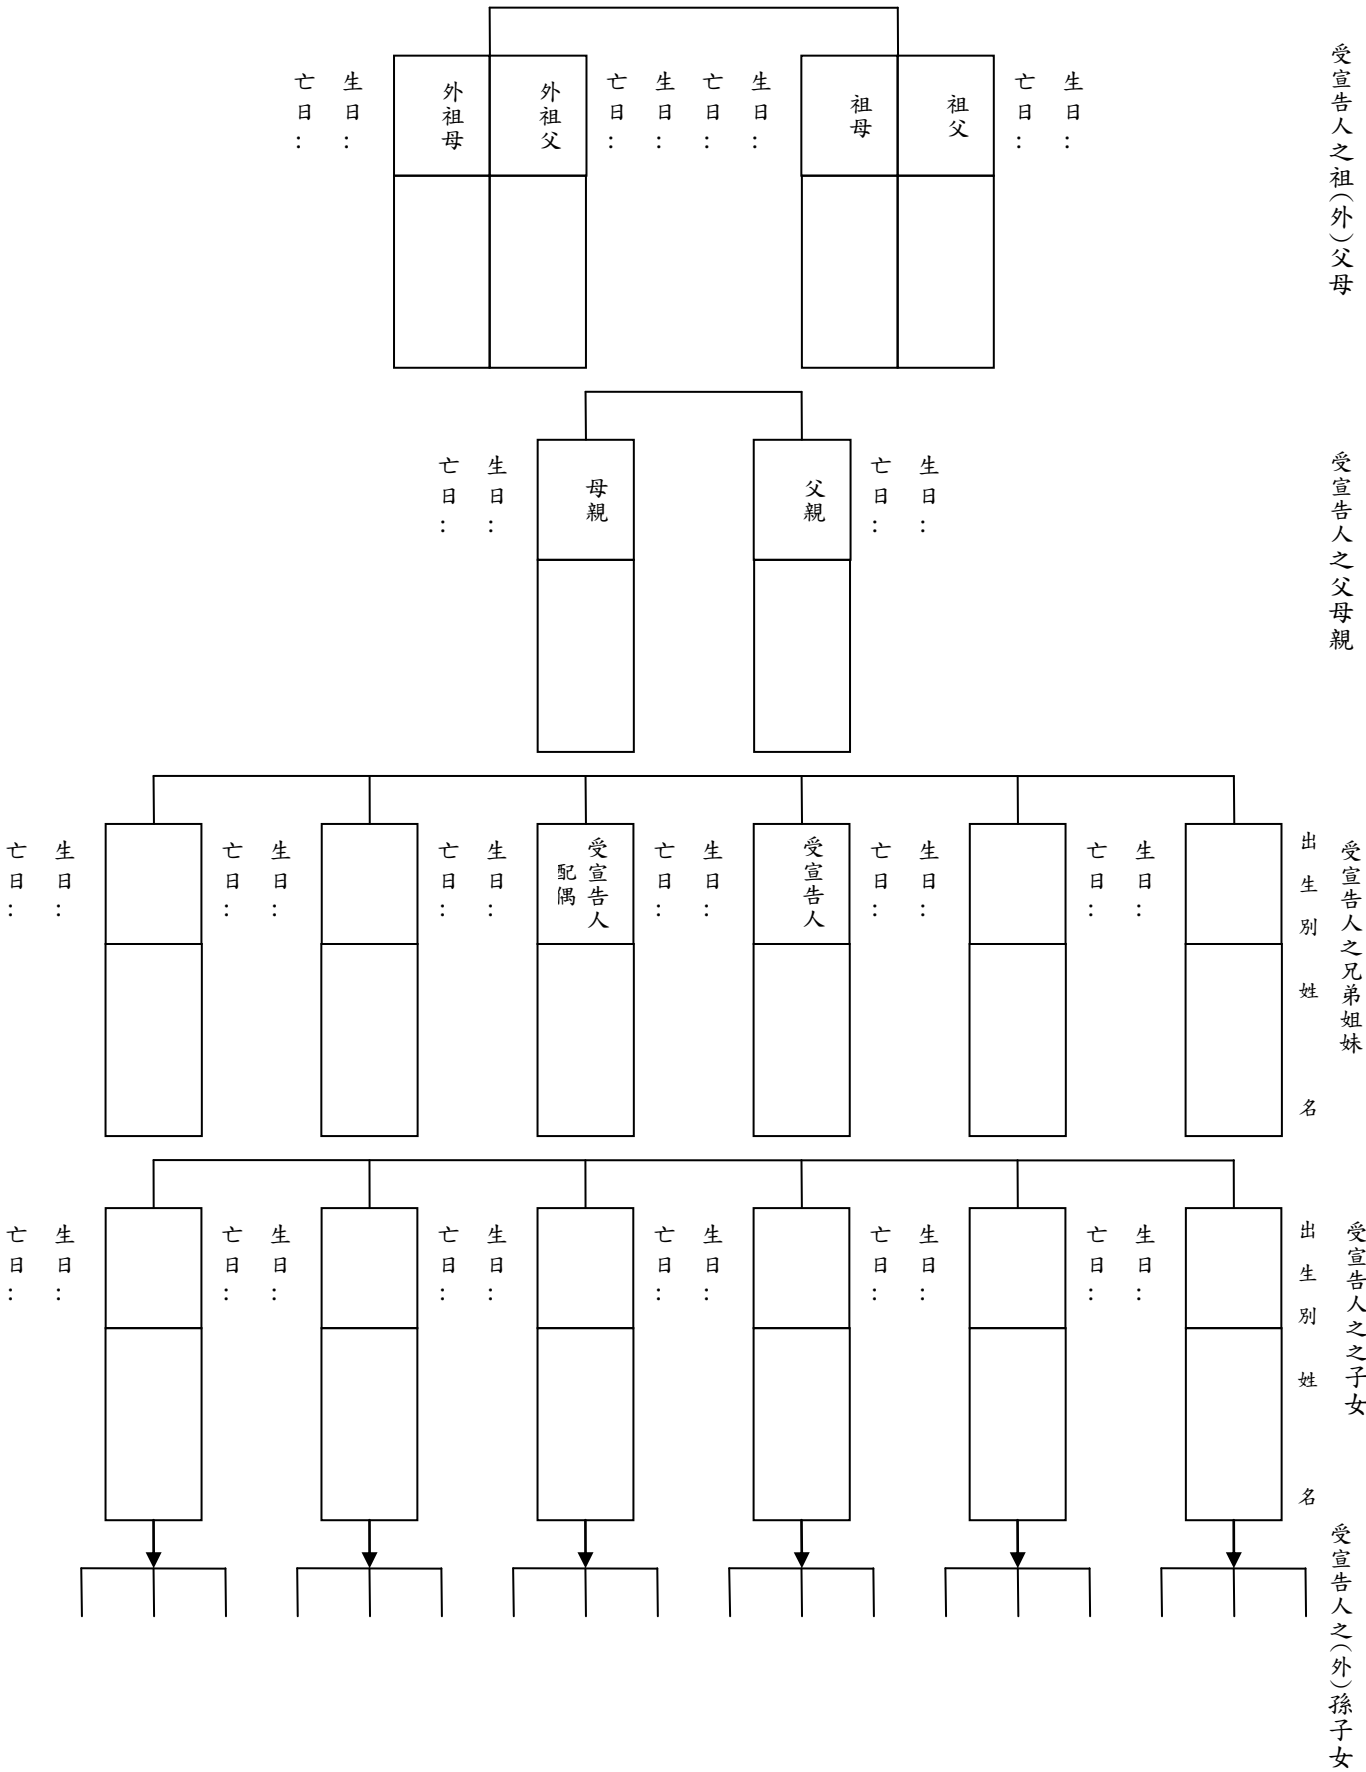 受宣告人之祖(外)父母
生日：
亡日：
祖父
祖母
生日：
亡日：
生日：
亡日：
外祖父
外祖母
生日：
亡日：
受宣告人之父母親
生日：
亡日：
父親
母親
生日：
亡日：
受宣告人之兄弟姐妹
出生別 姓 名
生日：
亡日：
生日：
亡日：
受宣告人
生日：
亡日：
受宣告人
配偶
生日：
亡日：
生日：
亡日：
生日：
亡日：
受宣告人之之子女
出生別 姓 名
生日：
亡日：
生日：
亡日：
生日：
亡日：
生日：
亡日：
生日：
亡日：
生日：
亡日：
受宣告人之(外)孫子女